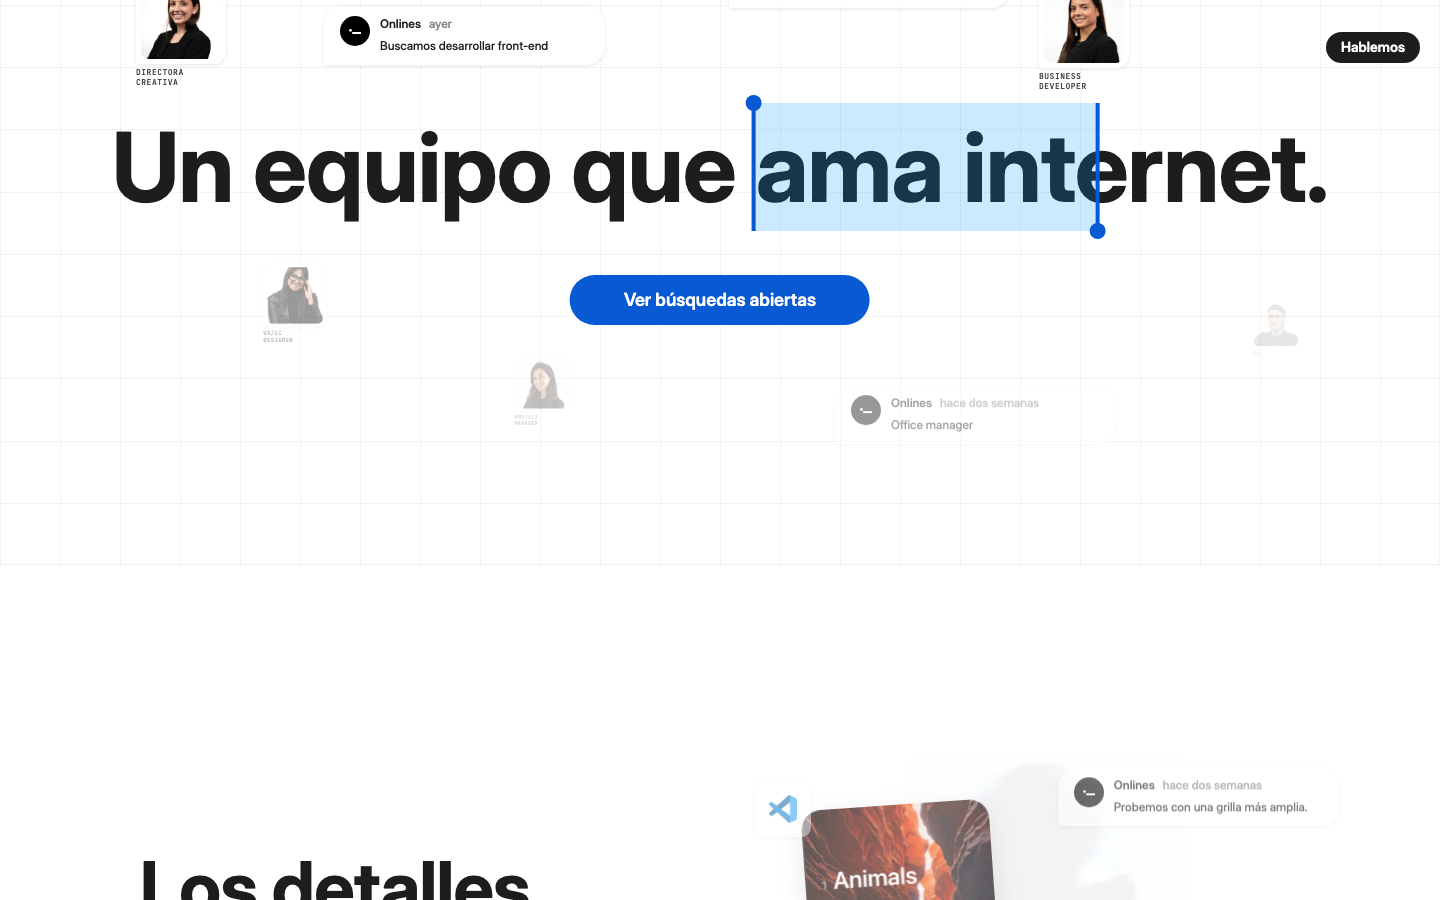 Onlines ayer
Buscamos desarrollar front-end
DIRECTORA
CREATIVA
BUSINESS
DEVELOPER
Hablemos
Un equipo que ama internet.
Ver búsquedas abiertas
UX/UI
DESIGNER
PROJECT
MANAGER
Onlines hace dos semanas
Office manager
Onlines hace dos semanas
Probemos con una grilla más amplia.
Animals
Los detalles